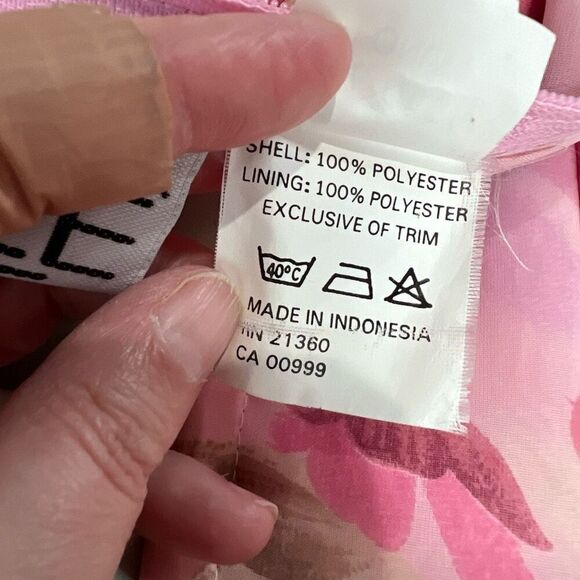 SHELL: 100% POLYESTER
LINING: 100% POLYESTER
EXCLUSIVE OF TRIM
40°C
MADE IN INDONESIA
RN 21360
CA 00999